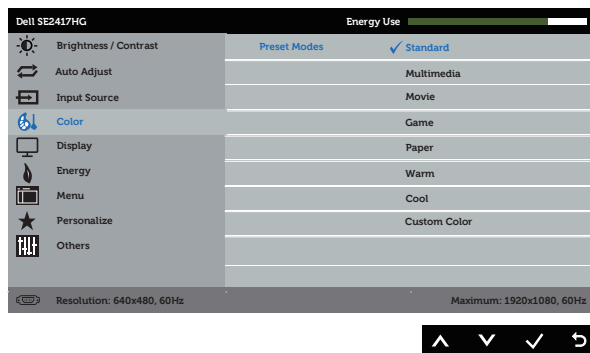 Dell SE2417HG Energy Use
Brightness / Contrast Preset Modes Standard
Auto Adjust Multimedia
Input Source Movie
Color Game
Display Paper
Energy Warm
Menu Cool
Personalize Custom Color
Others
Resolution: 640x480, 60Hz Maximum: 1920x1080, 60Hz